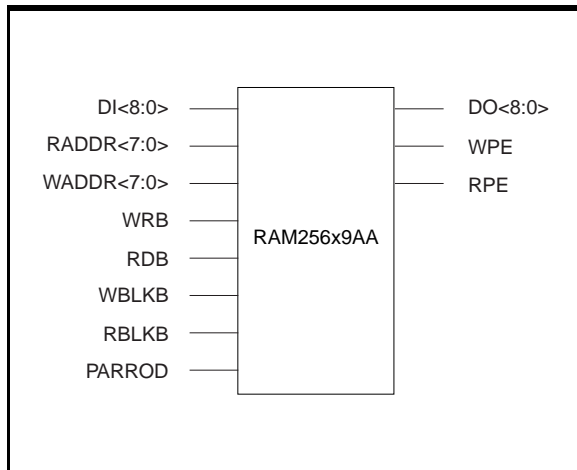 DI<8:0>
RADDR<7:0>
WADDR<7:0>
WRB
RDB
WBLKB
RBLKB
PARROD
RAM256x9AA
DO<8:0>
WPE
RPE